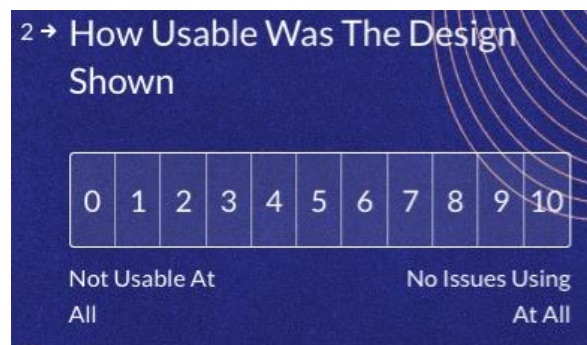 2 → How Usable Was The Design
Shown
0 1 2 3 4 5 6 7 8 9 10
Not Usable At
All
No Issues Using
At All